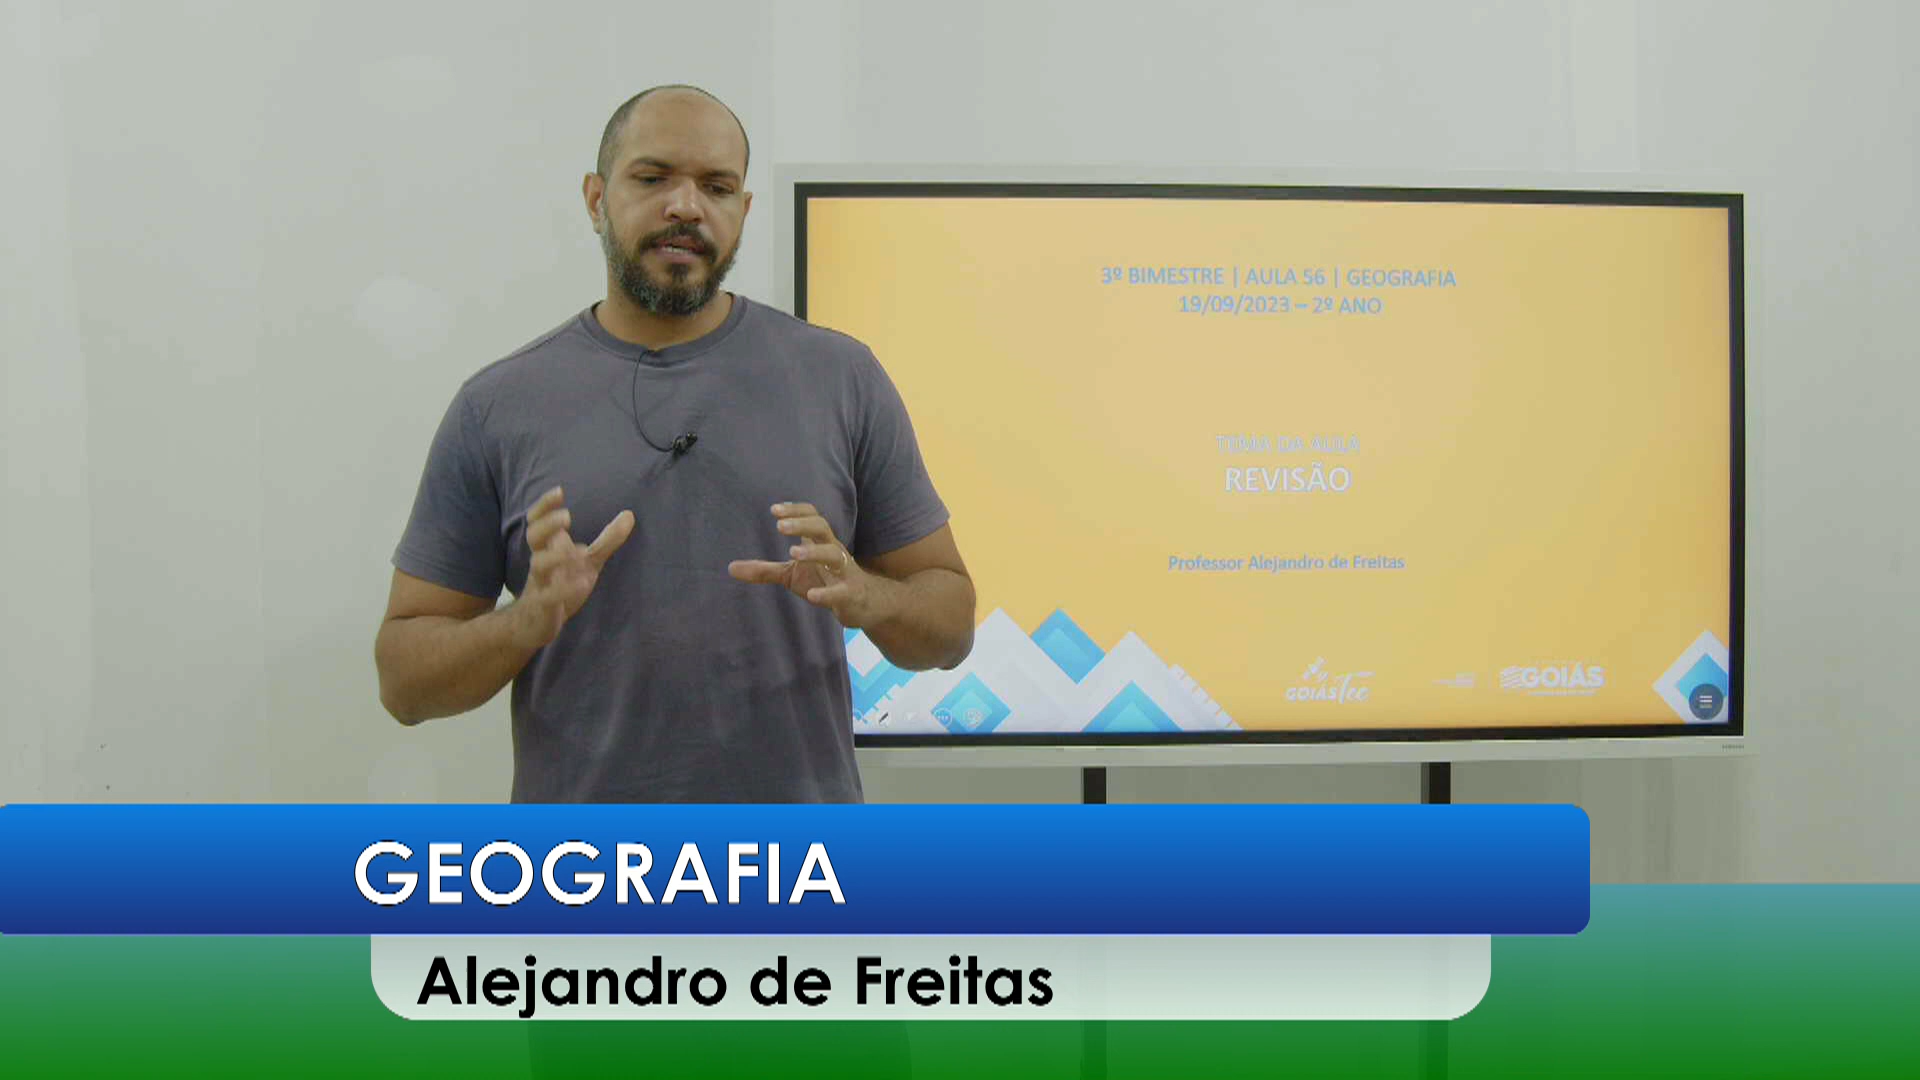 3º BIMESTRE | AULA 56 | GEOGRAFIA
19/09/2023 – 2º ANO
TEMA DA AULA
REVISÃO
Professor Alejandro de Freitas
GOIÁSTec
GOIÁS
GEOGRAFIA
Alejandro de Freitas